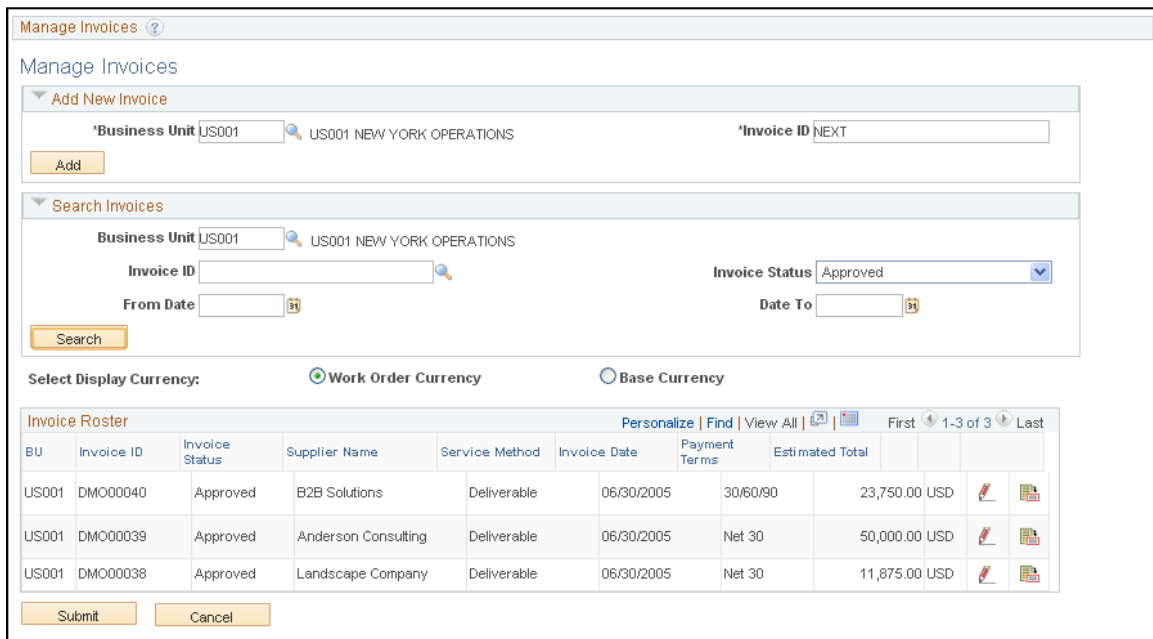 Manage Invoices ?
Manage Invoices
Add New Invoice
*Business Unit US001 US001 NEW YORK OPERATIONS *Invoice ID NEXT
Add
Search Invoices
Business Unit US001 US001 NEW YORK OPERATIONS
Invoice ID Invoice Status Approved
From Date 31 Date To 31
Search
Select Display Currency: Work Order Currency Base Currency
Invoice Roster Personalize | Find | View All | | First 1-3 of 3 Last
BU Invoice ID Invoice Status Supplier Name Service Method Invoice Date Payment Terms Estimated Total
US001 DMO00040 Approved B2B Solutions Deliverable 06/30/2005 30/60/90 23,750.00 USD
US001 DMO00039 Approved Anderson Consulting Deliverable 06/30/2005 Net 30 50,000.00 USD
US001 DMO00038 Approved Landscape Company Deliverable 06/30/2005 Net 30 11,875.00 USD
Submit Cancel